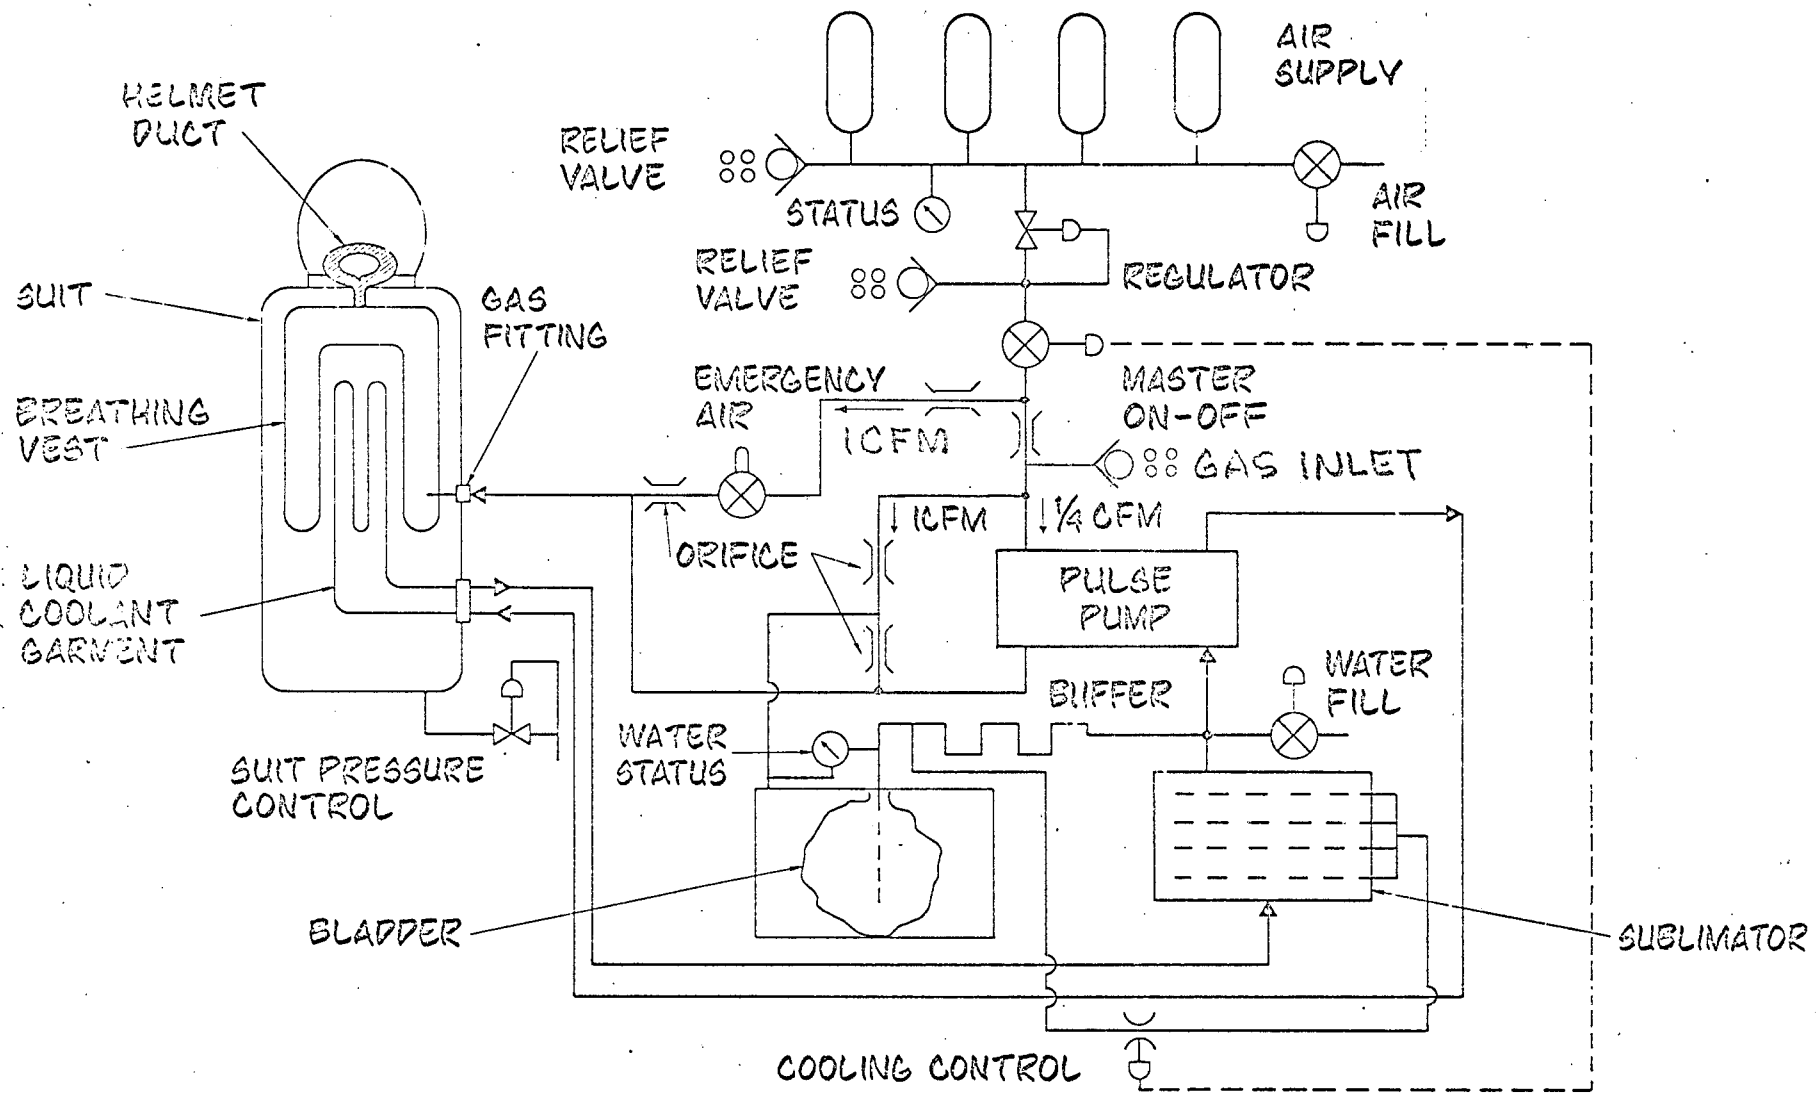 AIR
SUPPLY
HELMET
DUCT
RELIEF
VALVE
STATUS
AIR
FILL
RELIEF
VALVE
REGULATOR
SUIT
GAS
FITTING
EMERGENCY
AIR
1CFM
MASTER
ON-OFF
GAS INLET
BREATHING
VEST
1CFM
1/4 CFM
ORIFICE
PULSE
PUMP
LIQUID
COOLANT
GARMENT
WATER
FILL
BUFFER
WATER
STATUS
SUIT PRESSURE
CONTROL
BLADDER
SUBLIMATOR
COOLING CONTROL